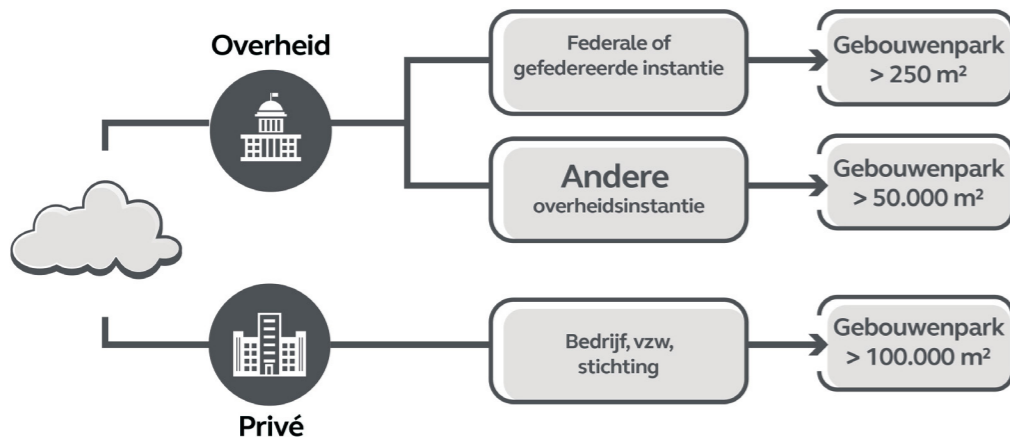 Overheid
Federale of
gefedereerde instantie
Gebouwenpark
> 250 m²
Andere
overheidsinstantie
Gebouwenpark
> 50.000 m²
Privé
Bedrijf, vzw,
stichting
Gebouwenpark
> 100.000 m²